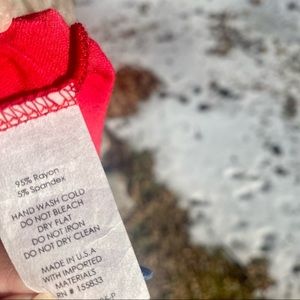 95% Rayon
5% Spandex
HAND WASH COLD
DO NOT BLEACH
DRY FLAT
DO NOT IRON
DO NOT DRY CLEAN
MADE IN U.S.A
WITH IMPORTED
MATERIALS
RN # 155833